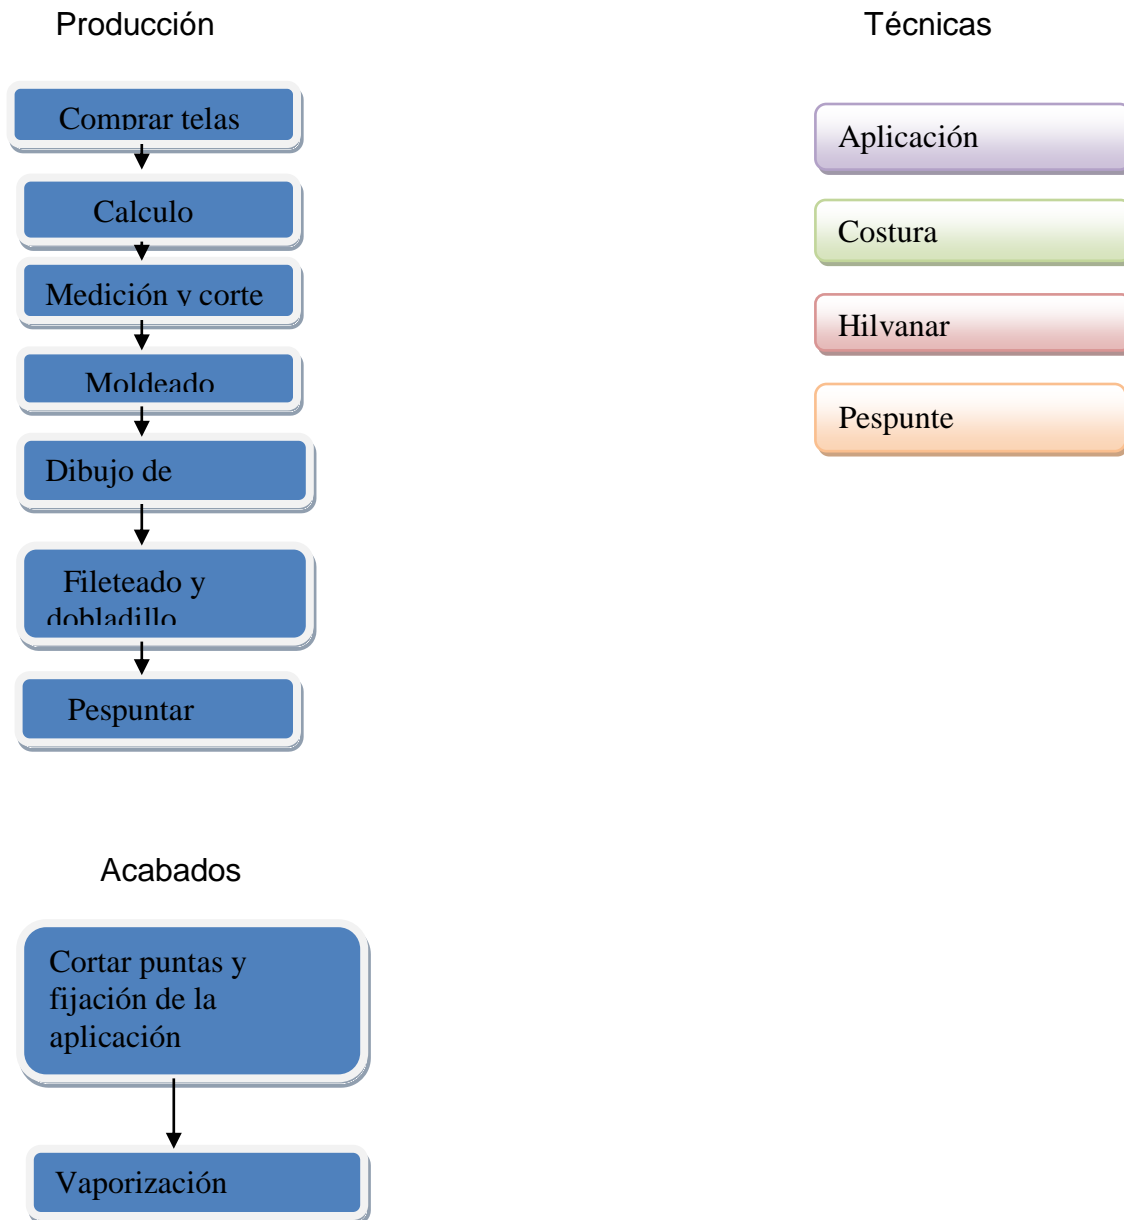 Producción
Comprar telas
Calculo
Medición y corte
Moldeado
Dibujo de
Fileteado y
dobladillo
Pespuntar
Técnicas
Aplicación
Costura
Hilvanar
Pespunte
Acabados
Cortar puntas y
fijación de la
aplicación
Vaporización